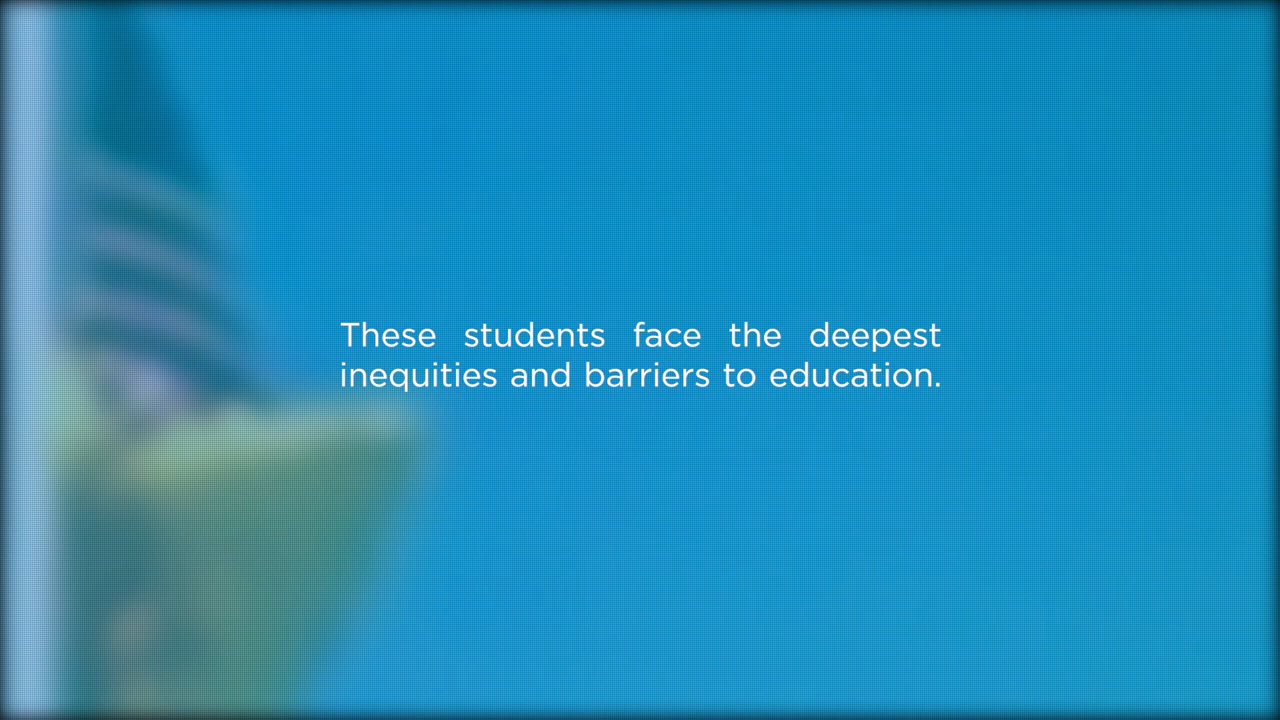 These students face the deepest
inequities and barriers to education.